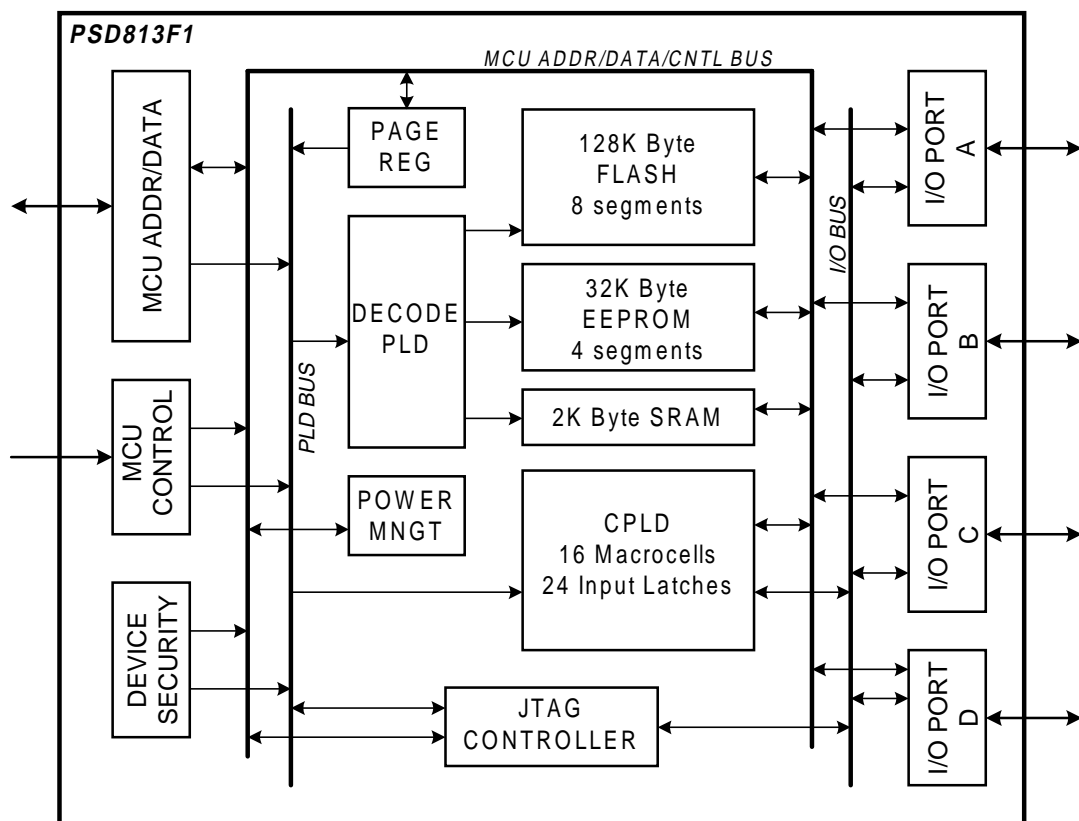 PSD813F1
MCU ADDR/DATA/CNTL BUS
MCU ADDR/DATA
PAGE
REG
128K Byte
FLASH
8 segments
I/O PORT
A
I/O BUS
DECODE
PLD
32K Byte
EEPROM
4 segments
I/O PORT
B
PLD BUS
2K Byte SRAM
MCU
CONTROL
POWER
MNGT
CPLD
16 Macrocells
24 Input Latches
I/O PORT
C
DEVICE
SECURITY
JTAG
CONTROLLER
I/O PORT
D